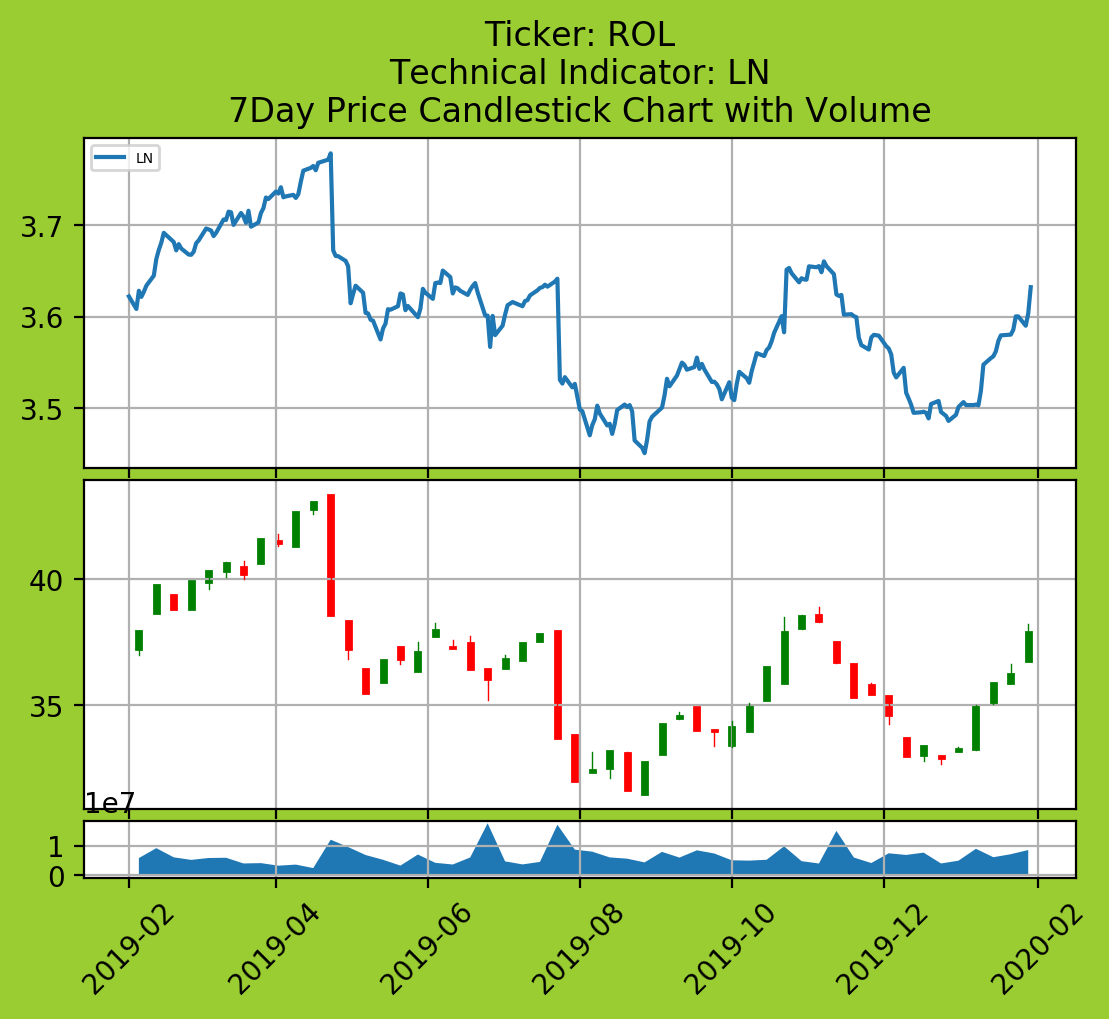 Ticker: ROL
Technical Indicator: LN
7Day Price Candlestick Chart with Volume
LN
3.7
3.6
3.5
40
35
1e7
1
0
2019-02
2019-04
2019-06
2019-08
2019-10
2019-12
2020-02